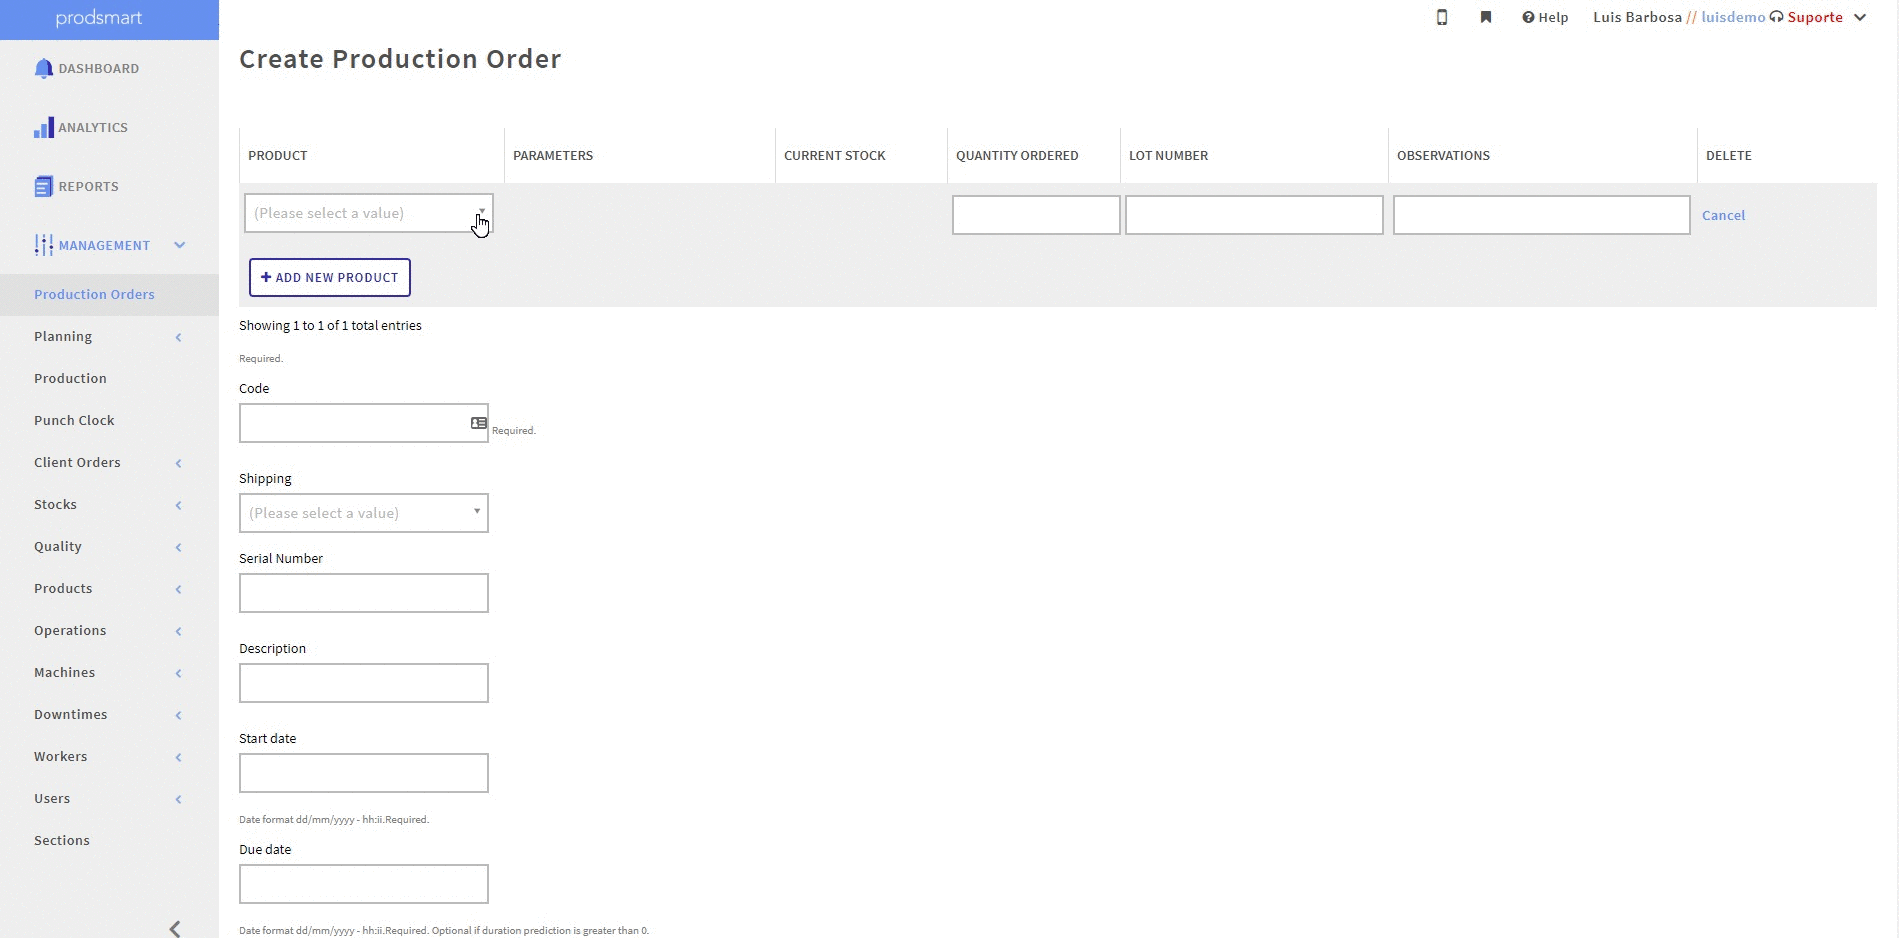 prodsmart
Help
Luis Barbosa // luisdemo Suporte
DASHBOARD
ANALYTICS
REPORTS
MANAGEMENT
Production Orders
Planning
Production
Punch Clock
Client Orders
Stocks
Quality
Products
Operations
Machines
Downtimes
Workers
Users
Sections
Create Production Order
PRODUCT PARAMETERS CURRENT STOCK QUANTITY ORDERED LOT NUMBER OBSERVATIONS DELETE
(Please select a value) Cancel
+ ADD NEW PRODUCT
Showing 1 to 1 of 1 total entries
Required.
Code
Required.
Shipping
(Please select a value)
Serial Number
Description
Start date
Date format dd/mm/yyyy - hh:ii.Required.
Due date
Date format dd/mm/yyyy - hh:ii.Required. Optional if duration prediction is greater than 0.